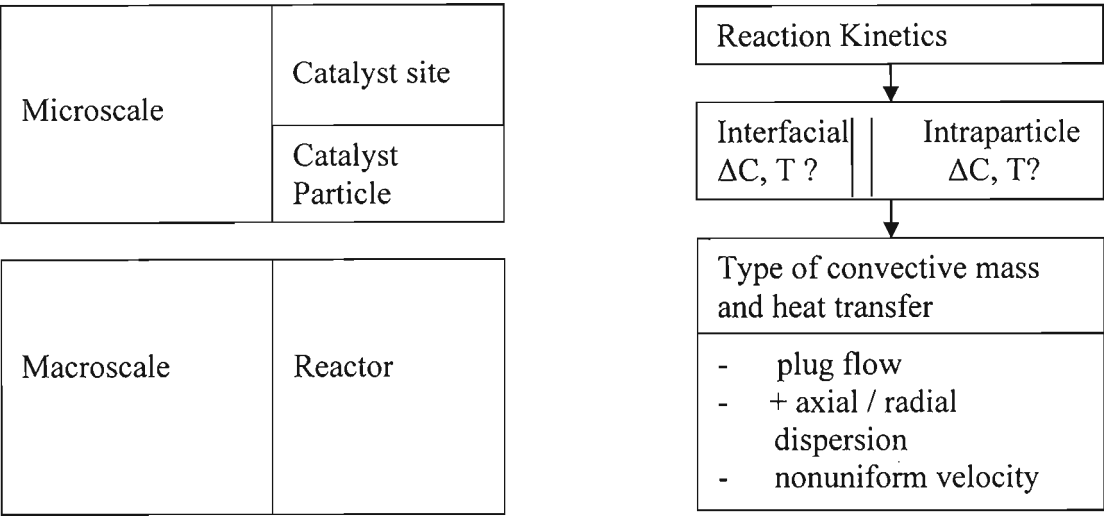 Microscale
Catalyst site
Catalyst
Particle
Macroscale
Reactor
Reaction Kinetics
Interfacial
ΔC, T ?
Intraparticle
ΔC, T?
Type of convective mass
and heat transfer
- plug flow
- + axial / radial
dispersion
- nonuniform velocity